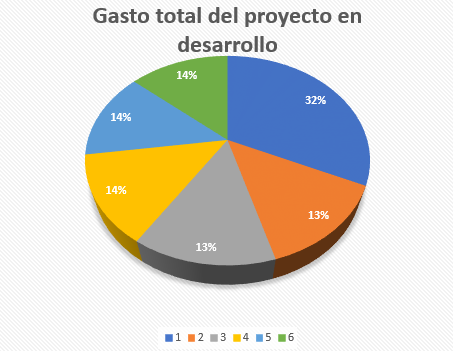 Gasto total del proyecto en
desarrollo
14%
32%
14%
14%
13%
13%
1 2 3 4 5 6